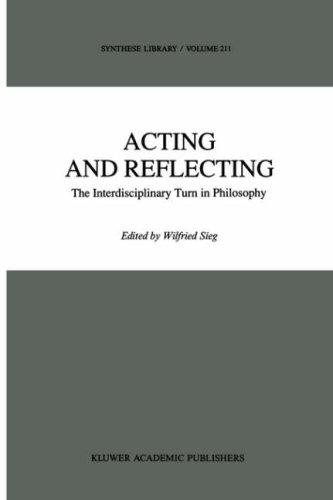 SYNTHESE LIBRARY / VOLUME 211
ACTING
AND REFLECTING
The Interdisciplinary Turn in Philosophy
Edited by Wilfried Sieg
KLUWER ACADEMIC PUBLISHERS